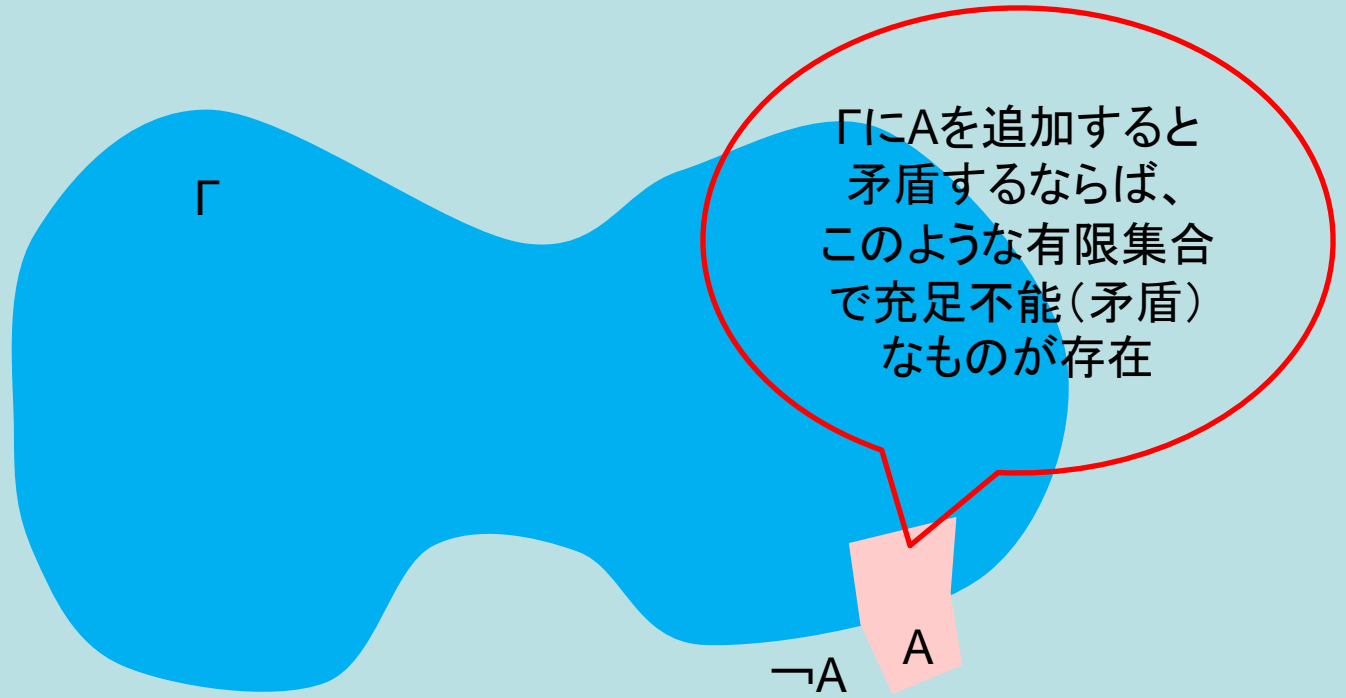 Γ
ΓにAを追加すると
矛盾するならば、
このような有限集合
で充足不能（矛盾）
なものが存在
A
￢A